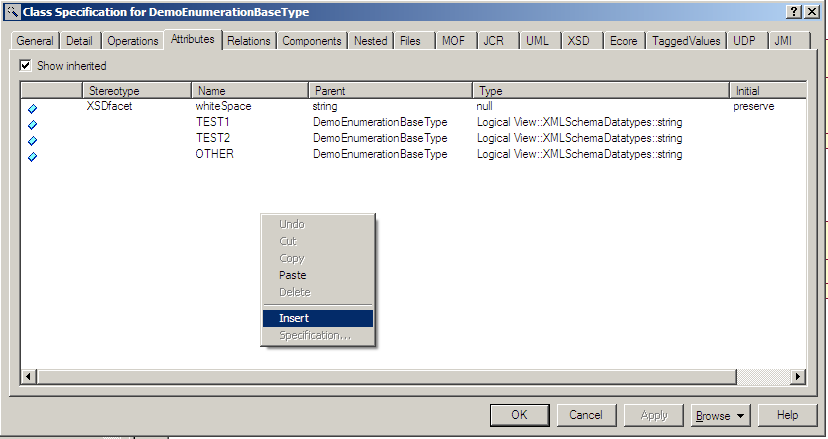 Class Specification for DemoEnumerationBaseType
General Detail Operations Attributes Relations Components Nested Files MOF JCR UML XSD Ecore TaggedValues UDP JMI
Show inherited
Stereotype Name Parent Type Initial
XSDfacet whiteSpace string null preserve
TEST1 DemoEnumerationBaseType Logical View::XMLSchemaDatatypes::string
TEST2 DemoEnumerationBaseType Logical View::XMLSchemaDatatypes::string
OTHER DemoEnumerationBaseType Logical View::XMLSchemaDatatypes::string
Undo
Cut
Copy
Paste
Delete
Insert
Specification...
OK Cancel Apply Browse Help